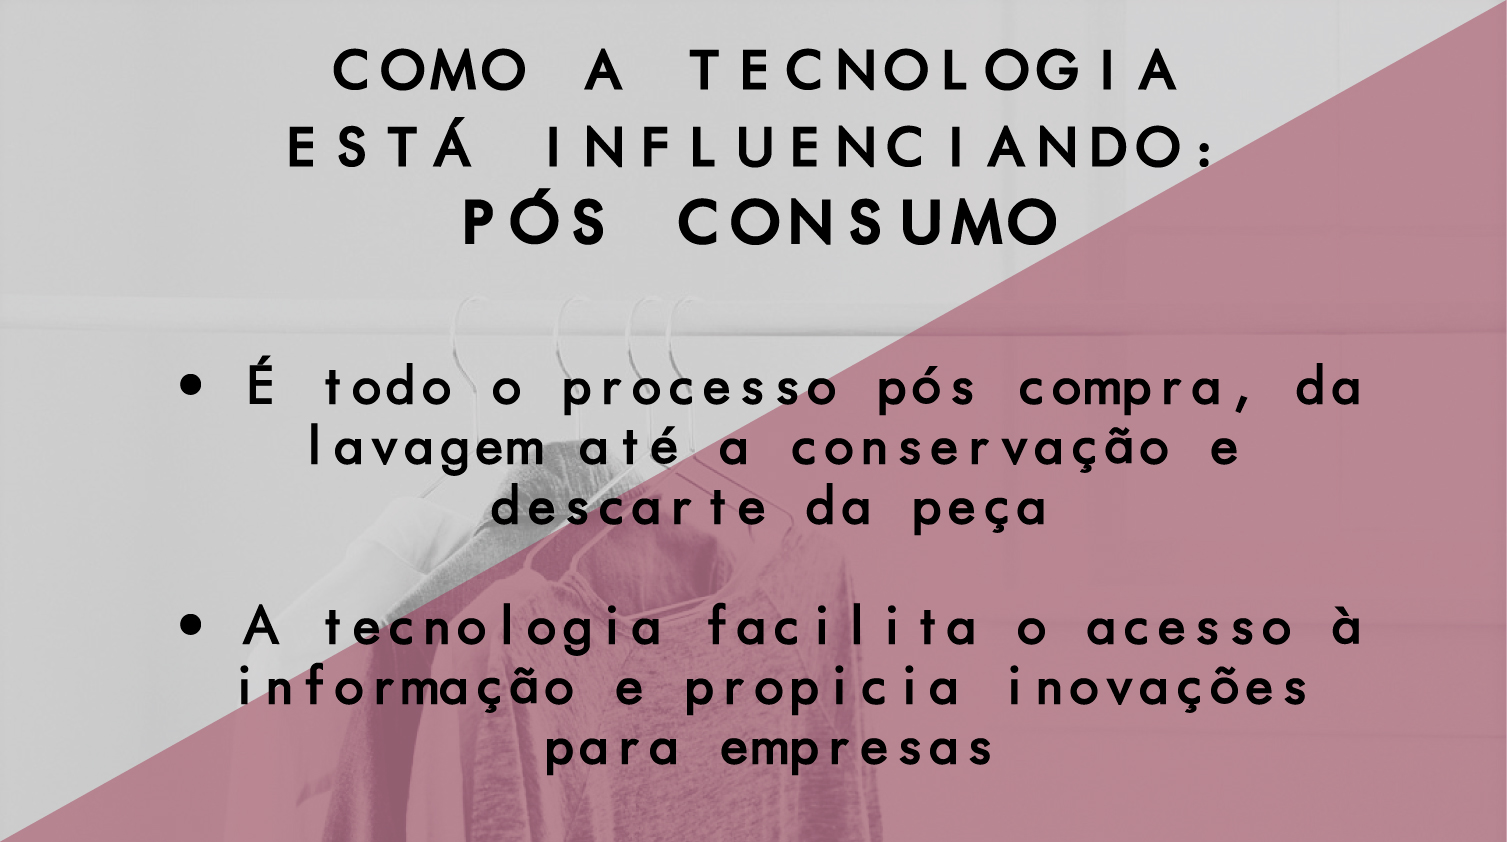 COMO A TECNOLOGIA
ESTÁ INFLUENCIANDO:
PÓS CONSUMO
• É todo o processo pós compra, da
lavagem até a conservação e
descarte da peça
• A tecnologia facilita o acesso à
informação e propicia inovações
para empresas